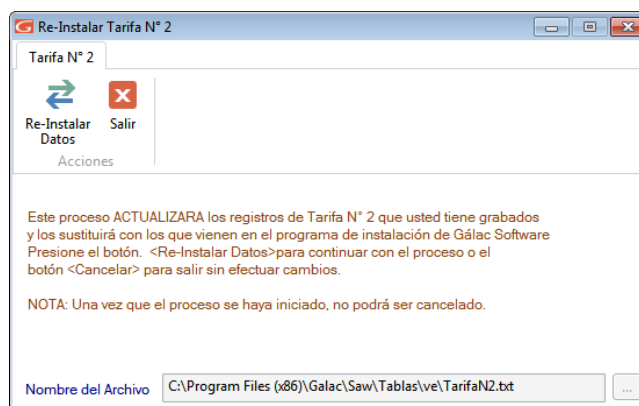 Re-Instalar Tarifa N° 2
Tarifa N° 2
Re-Instalar Datos
Salir
Acciones
Este proceso ACTUALIZARA los registros de Tarifa N° 2 que usted tiene grabados
y los sustituirá con los que vienen en el programa de instalación de Gálac Software
Presione el botón. <Re-Instalar Datos>para continuar con el proceso o el
botón <Cancelar> para salir sin efectuar cambios.
NOTA: Una vez que el proceso se haya iniciado, no podrá ser cancelado.
Nombre del Archivo C:\Program Files (x86)\Galac\Saw\Tablas\ve\TarifaN2.txt ...